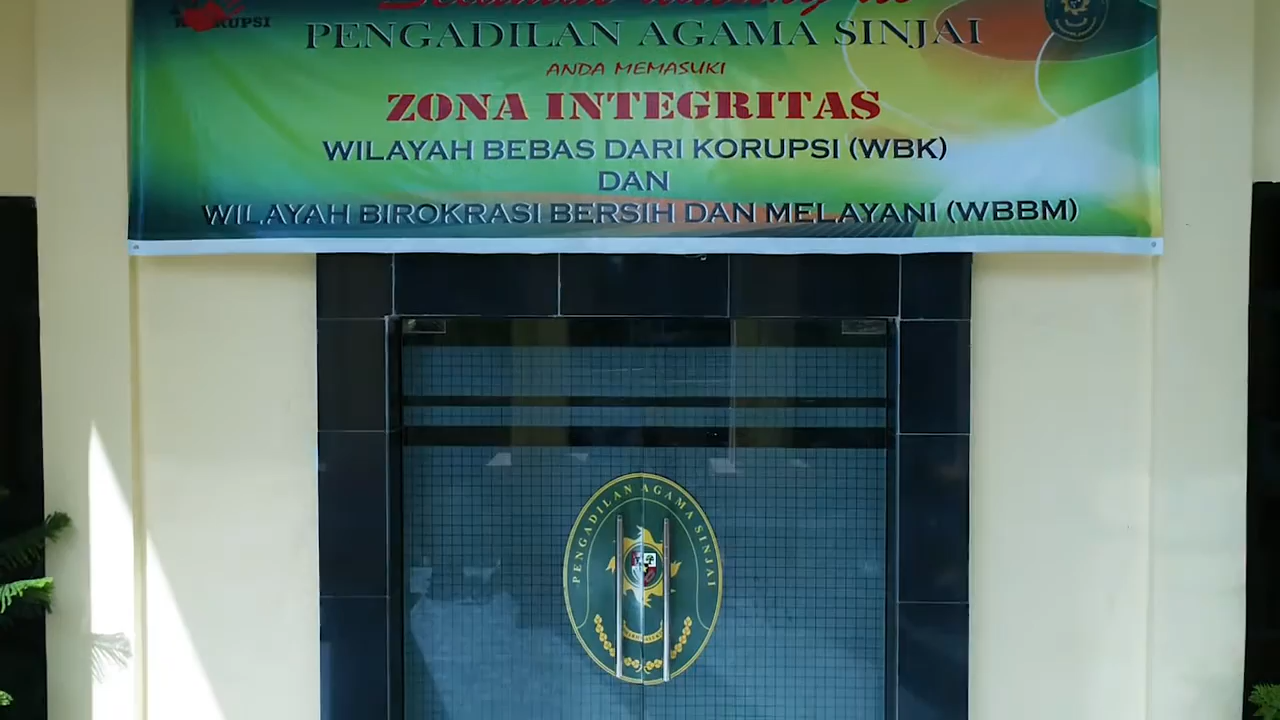 KORUPSI
PENGADILAN AGAMA SINJAI
ANDA MEMASUKI
ZONA INTEGRITAS
WILAYAH BEBAS DARI KORUPSI (WBK)
DAN
WILAYAH BIROKRASI BERSIH DAN MELAYANI (WBBM)
PENGADILAN AGAMA SINJAI